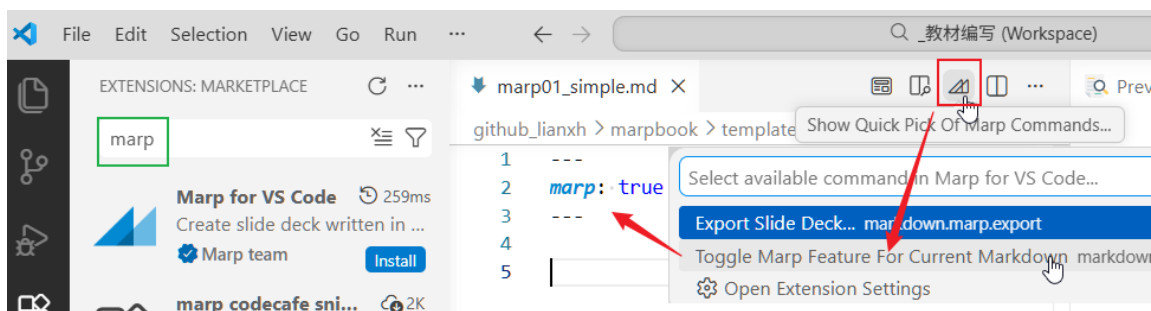 File Edit Selection View Go Run ··· _教材编写 (Workspace)
EXTENSIONS: MARKETPLACE ···
marp
Marp for VS Code 259ms
Create slide deck written in ...
Marp team Install
marp codecafe sni... 2K
marp01_simple.md
···
Prev
github_lianxh > marpbook > template
Show Quick Pick Of Marp Commands...
1 ---
2 marp: true
3 ---
4
5
Select available command in Marp for VS Code...
Export Slide Deck... markdown.marp.export
Toggle Marp Feature For Current Markdown markdown
Open Extension Settings